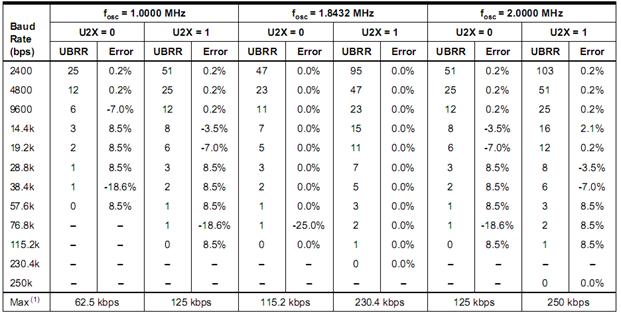 Baud Rate (bps) fosc = 1.0000 MHz fosc = 1.8432 MHz fosc = 2.0000 MHz
U2X = 0 U2X = 1 U2X = 0 U2X = 1 U2X = 0 U2X = 1
UBRR Error UBRR Error UBRR Error UBRR Error UBRR Error UBRR Error
2400 25 0.2% 51 0.2% 47 0.0% 95 0.0% 51 0.2% 103 0.2%
4800 12 0.2% 25 0.2% 23 0.0% 47 0.0% 25 0.2% 51 0.2%
9600 6 -7.0% 12 0.2% 11 0.0% 23 0.0% 12 0.2% 25 0.2%
14.4k 3 8.5% 8 -3.5% 7 0.0% 15 0.0% 8 -3.5% 16 2.1%
19.2k 2 8.5% 6 -7.0% 5 0.0% 11 0.0% 6 -7.0% 12 0.2%
28.8k 1 8.5% 3 8.5% 3 0.0% 7 0.0% 3 8.5% 8 -3.5%
38.4k 1 -18.6% 2 8.5% 2 0.0% 5 0.0% 2 8.5% 6 -7.0%
57.6k 0 8.5% 1 8.5% 1 0.0% 3 0.0% 1 8.5% 3 8.5%
76.8k – – 1 -18.6% 1 -25.0% 2 0.0% 1 -18.6% 2 8.5%
115.2k – – 0 8.5% 0 0.0% 1 0.0% 0 8.5% 1 8.5%
230.4k – – – – – – 0 0.0% – – – –
250k – – – – – – – – – – 0 0.0%
Max (1) 62.5 kbps 125 kbps 115.2 kbps 230.4 kbps 125 kbps 250 kbps